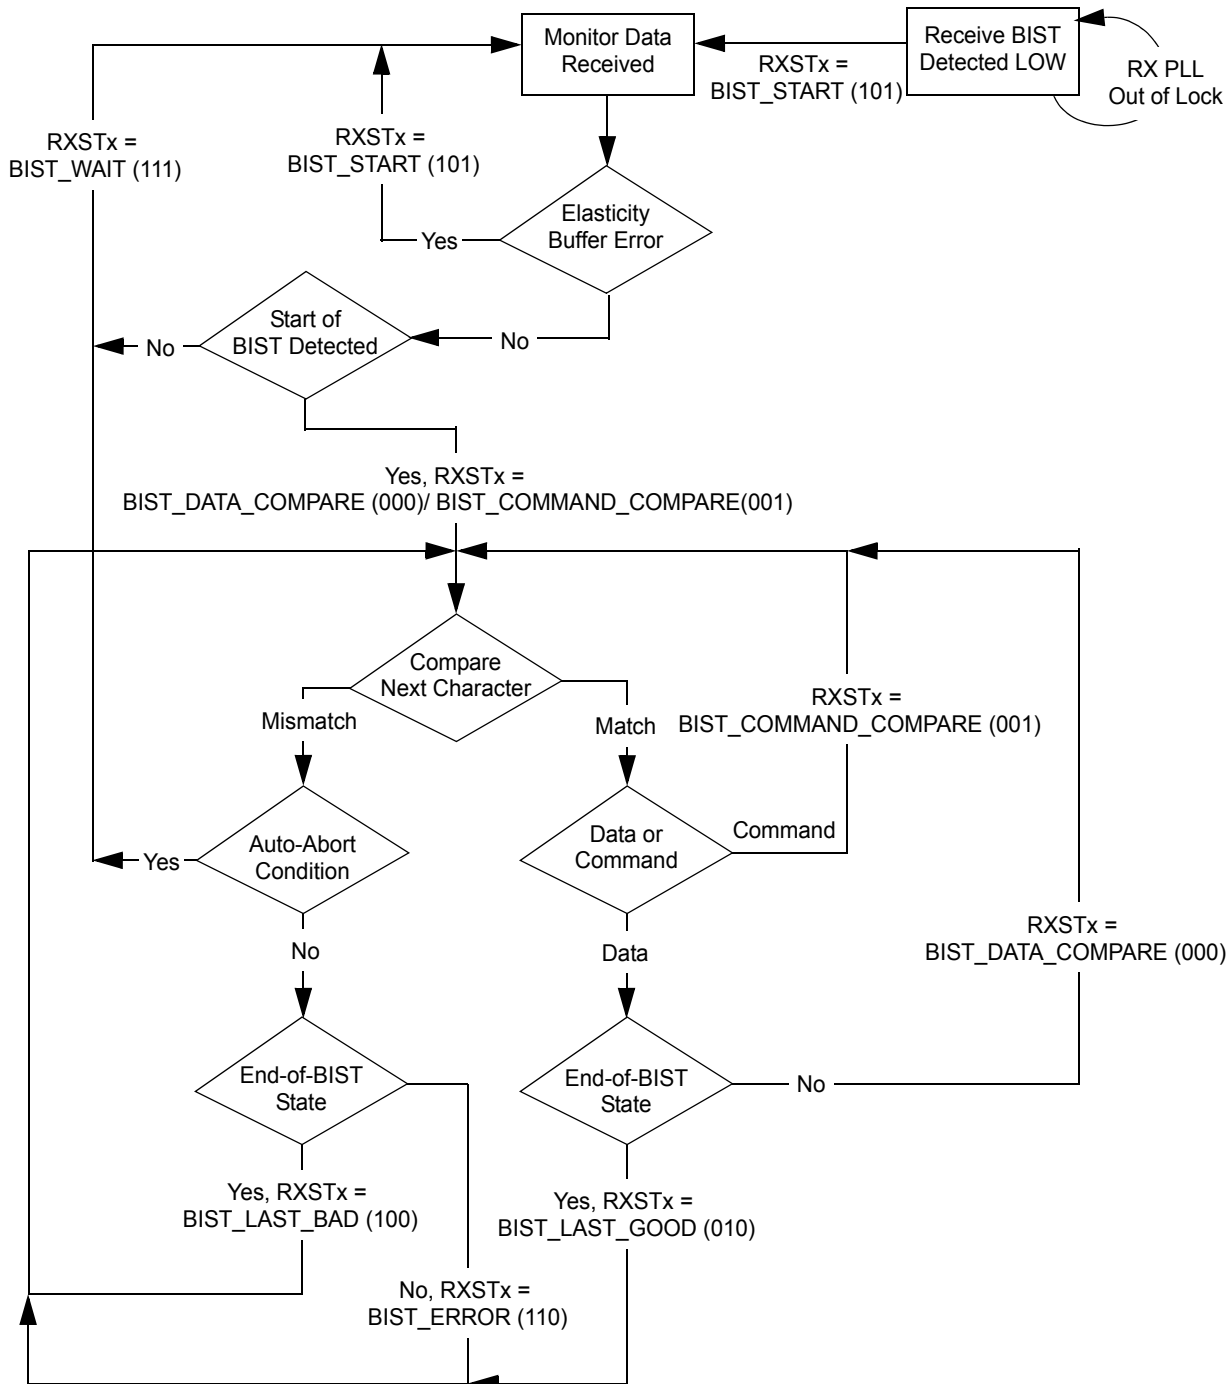 Monitor Data
Received
Receive BIST
Detected LOW
RXSTx =
BIST_START (101)
RX PLL
Out of Lock
RXSTx =
BIST_WAIT (111)
RXSTx =
BIST_START (101)
Elasticity
Buffer Error
Yes
Start of
BIST Detected
No
No
Yes, RXSTx =
BIST_DATA_COMPARE (000)/ BIST_COMMAND_COMPARE(001)
Compare
Next Character
Mismatch
Match
RXSTx =
BIST_COMMAND_COMPARE (001)
Auto-Abort
Condition
Yes
Data or
Command
Command
No
Data
RXSTx =
BIST_DATA_COMPARE (000)
End-of-BIST
State
End-of-BIST
State
No
Yes, RXSTx =
BIST_LAST_BAD (100)
Yes, RXSTx =
BIST_LAST_GOOD (010)
No, RXSTx =
BIST_ERROR (110)